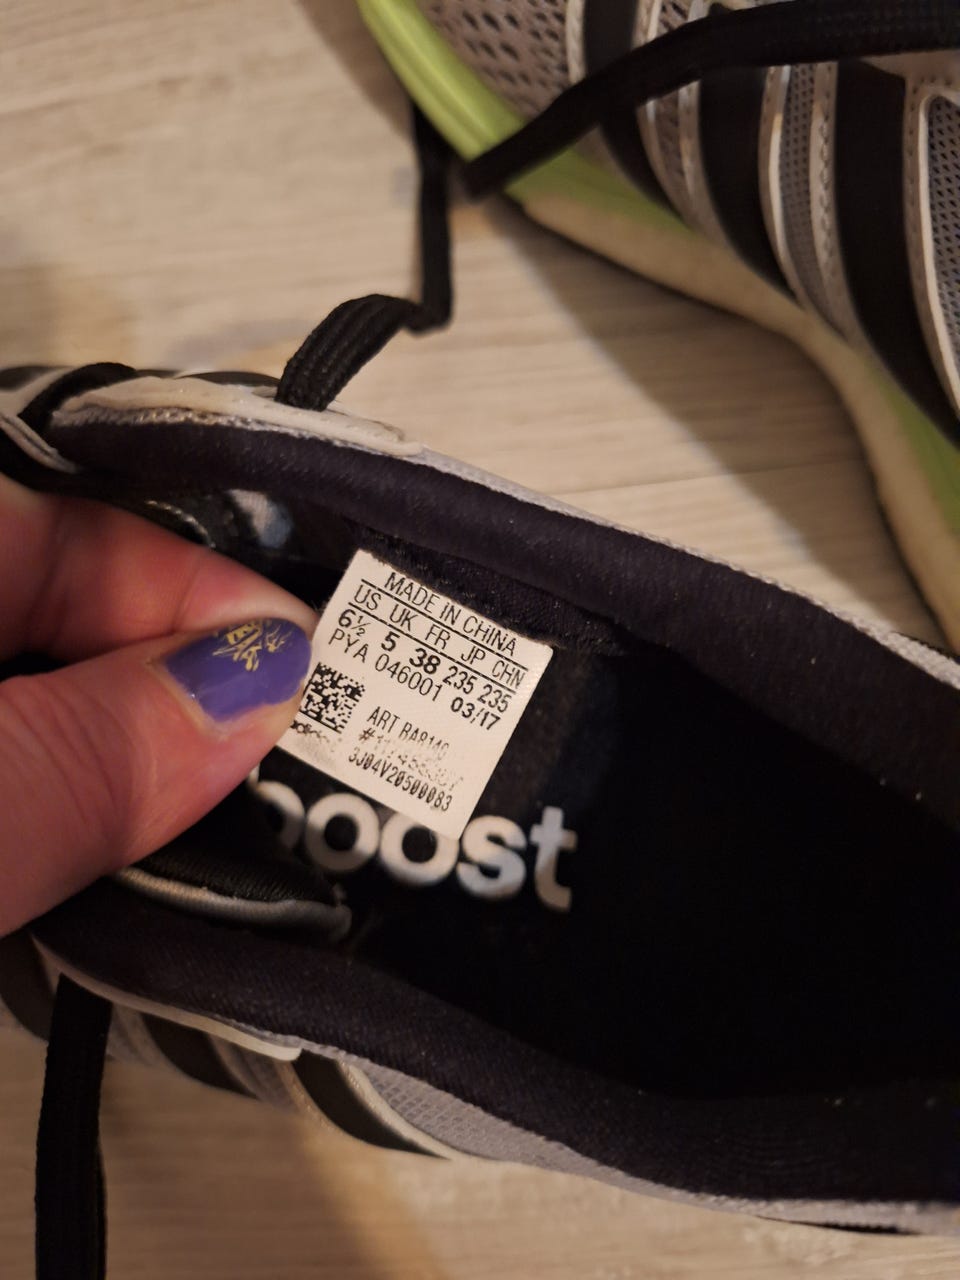 MADE IN CHINA
US UK FR JP CHN
6½ 5 38 235 235
PYA 046001 03/17
ART
3J04V20500083
boost